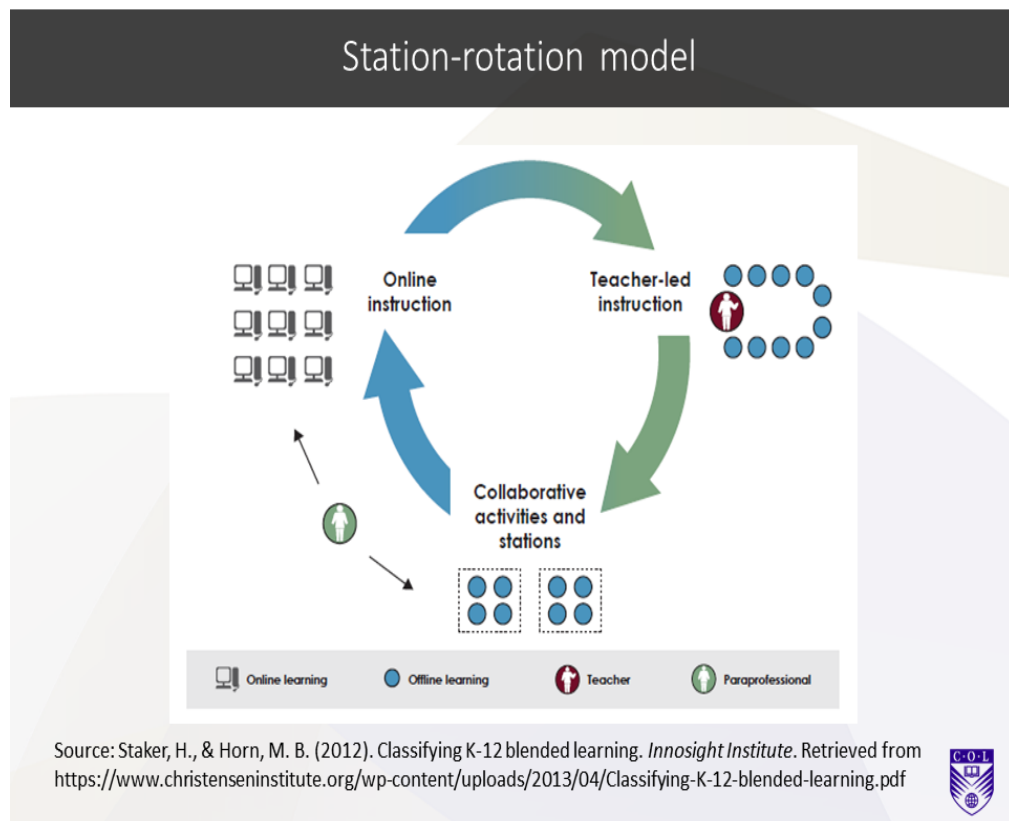 Station-rotation model
Online
instruction
Teacher-led
instruction
Collaborative
activities and
stations
Online learning
Offline learning
Teacher
Paraprofessional
Source: Staker, H., & Horn, M. B. (2012). Classifying K-12 blended learning. Innosight Institute. Retrieved from
https://www.christenseninstitute.org/wp-content/uploads/2013/04/Classifying-K-12-blended-learning.pdf
C·O·L